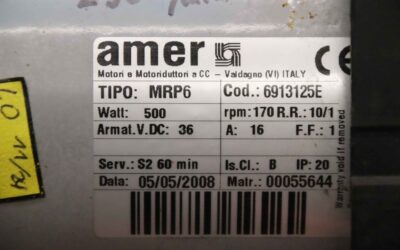 amer
CE
Motori e Motoriduttori a CC - Valdagno (VI) ITALY
TIPO: MRP6 Cod.: 6913125E
Watt: 500 rpm: 170 R.R.: 10/1
Armat.V.DC: 36 A: 16 F.F.: 1
Serv.: S2 60 min Is.Cl.: B IP: 20
Data: 05/05/2008 Matr.: 00055644
Warranty void if removed